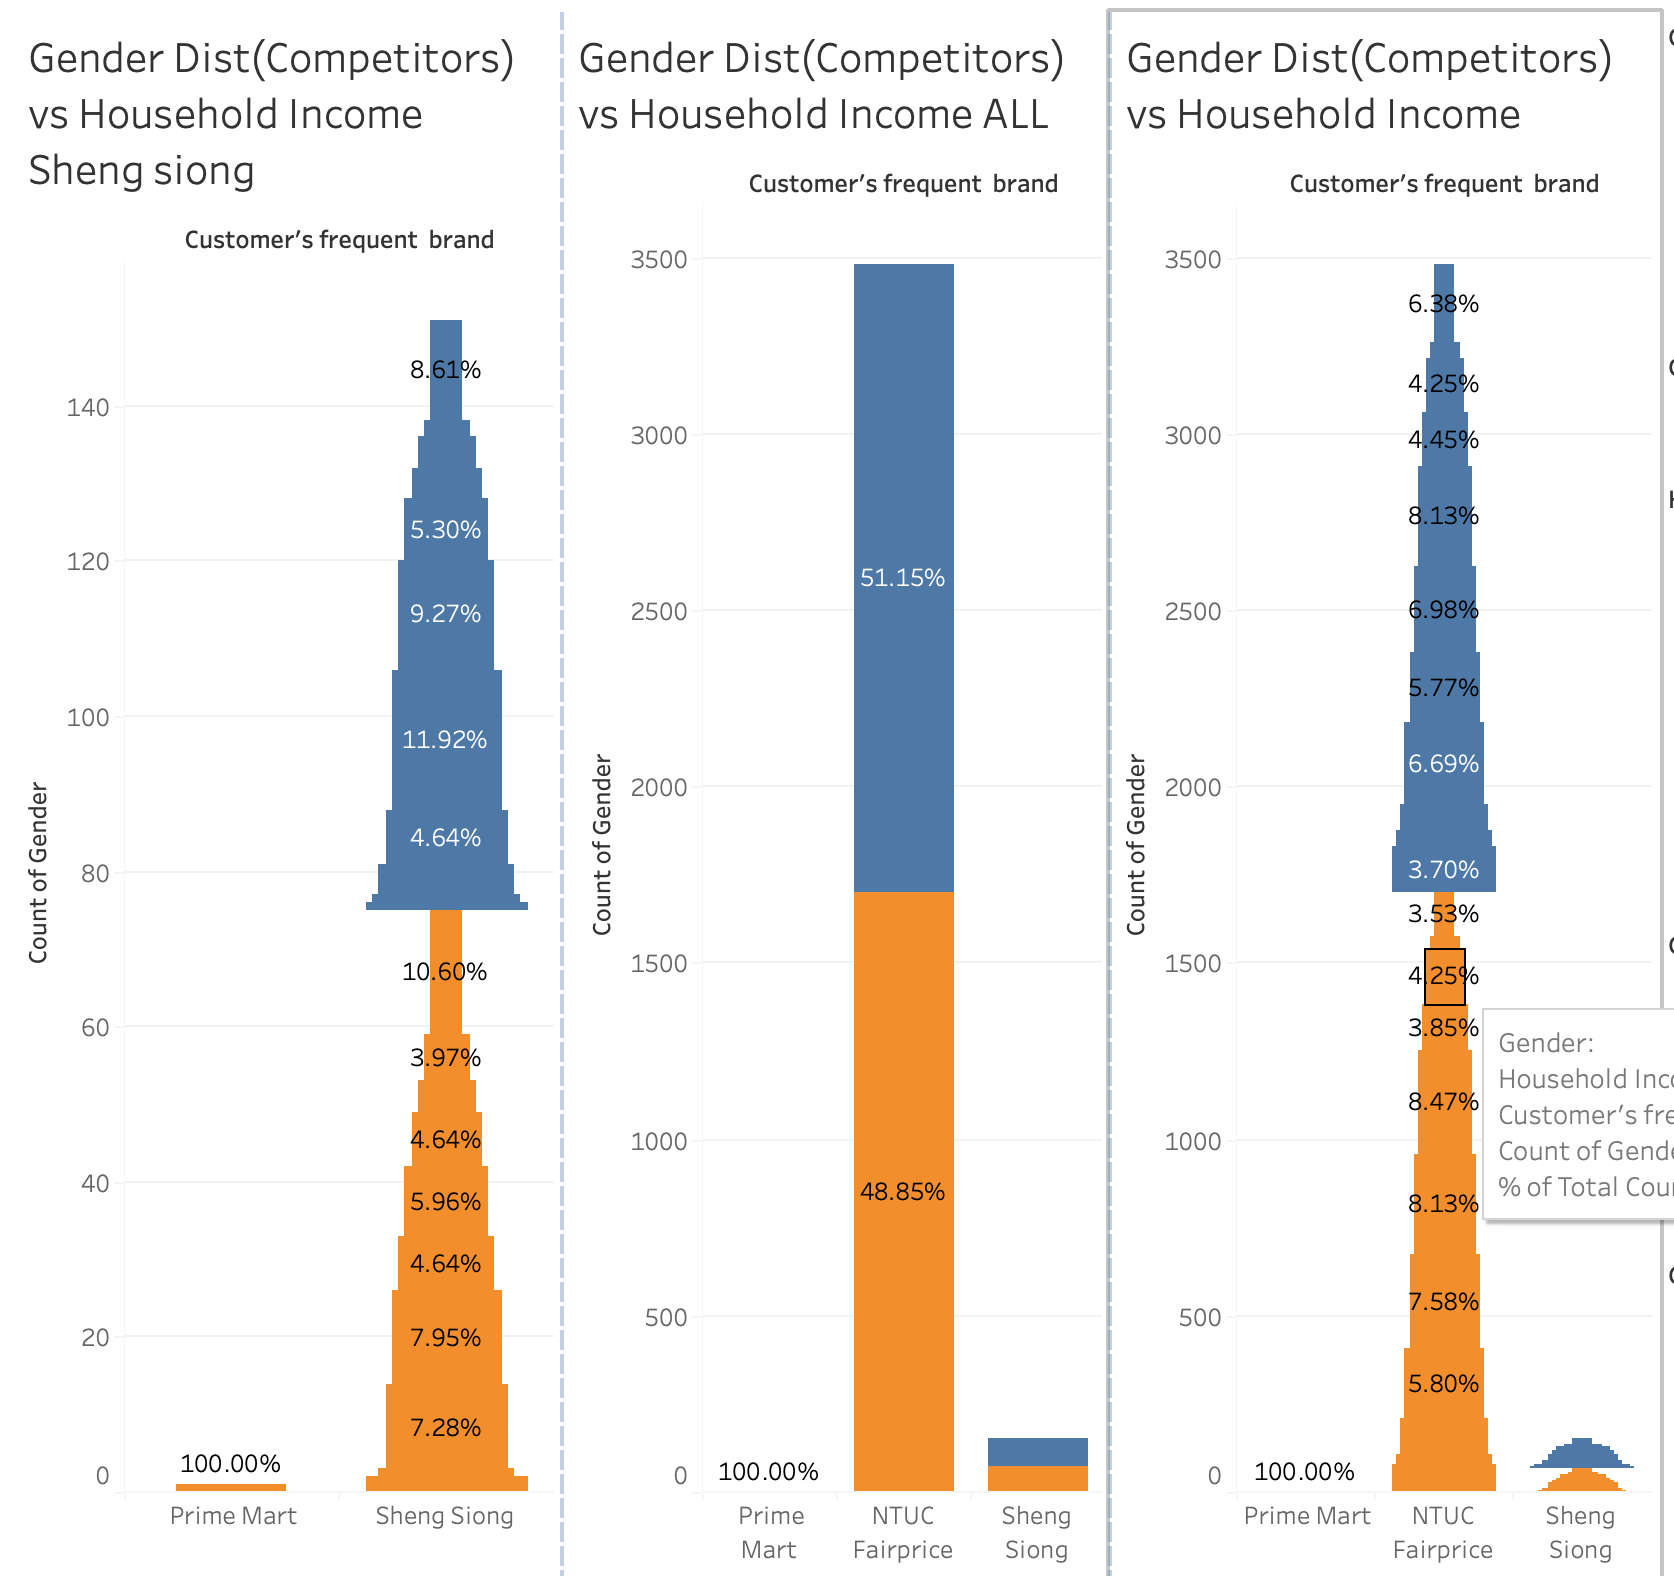 Gender Dist(Competitors)
vs Household Income
Sheng siong
Customer's frequent brand
Count of Gender
140
120
100
80
60
40
20
0
8.61%
5.30%
9.27%
11.92%
4.64%
10.60%
3.97%
4.64%
5.96%
4.64%
7.95%
7.28%
100.00%
Prime Mart
Sheng Siong
Gender Dist(Competitors)
vs Household Income ALL
Customer's frequent brand
Count of Gender
3500
3000
2500
2000
1500
1000
500
0
51.15%
48.85%
100.00%
Prime
Mart
NTUC
Fairprice
Sheng
Siong
Gender Dist(Competitors)
vs Household Income
Customer's frequent brand
Count of Gender
3500
3000
2500
2000
1500
1000
500
0
6.38%
4.25%
4.45%
8.13%
6.98%
5.77%
6.69%
3.70%
3.53%
4.25%
3.85%
8.47%
8.13%
7.58%
5.80%
100.00%
Prime Mart
NTUC
Fairprice
Sheng
Siong
Gender:
Household
Customer's
Count of
% of Total